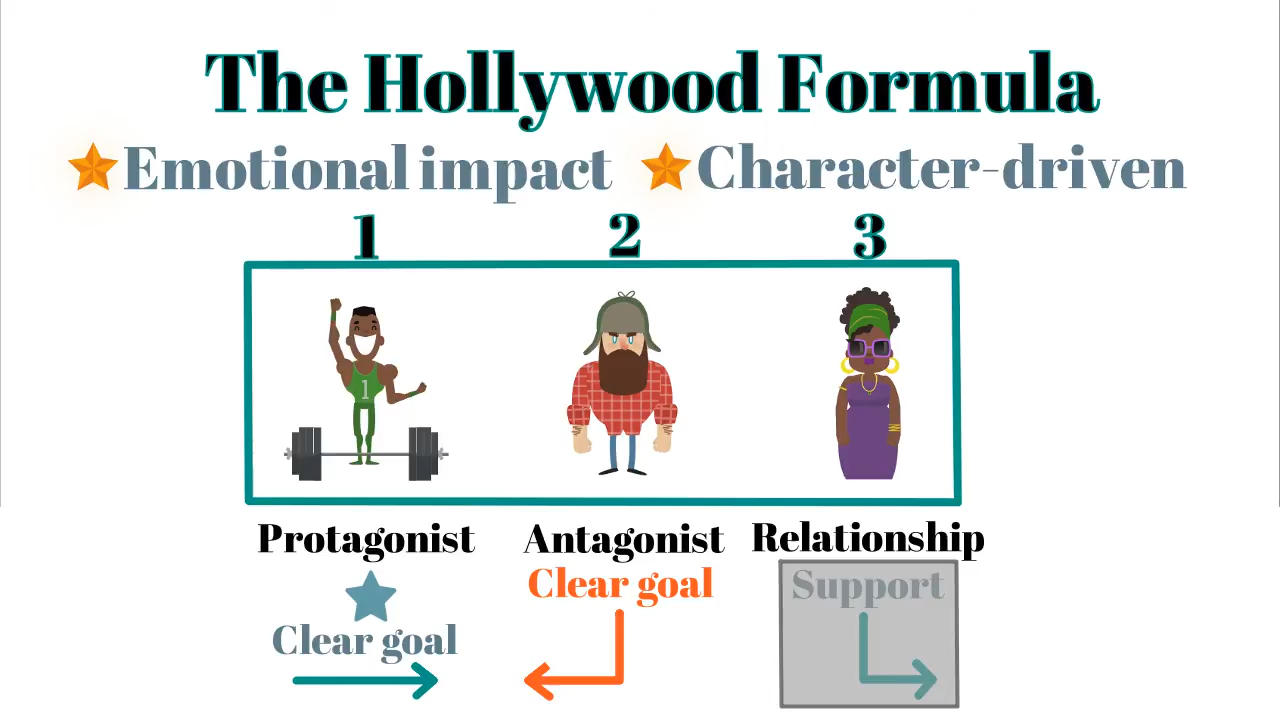 The Hollywood Formula
Emotional impact Character-driven
1 2 3
1
Protagonist Antagonist Relationship
Clear goal Support
Clear goal